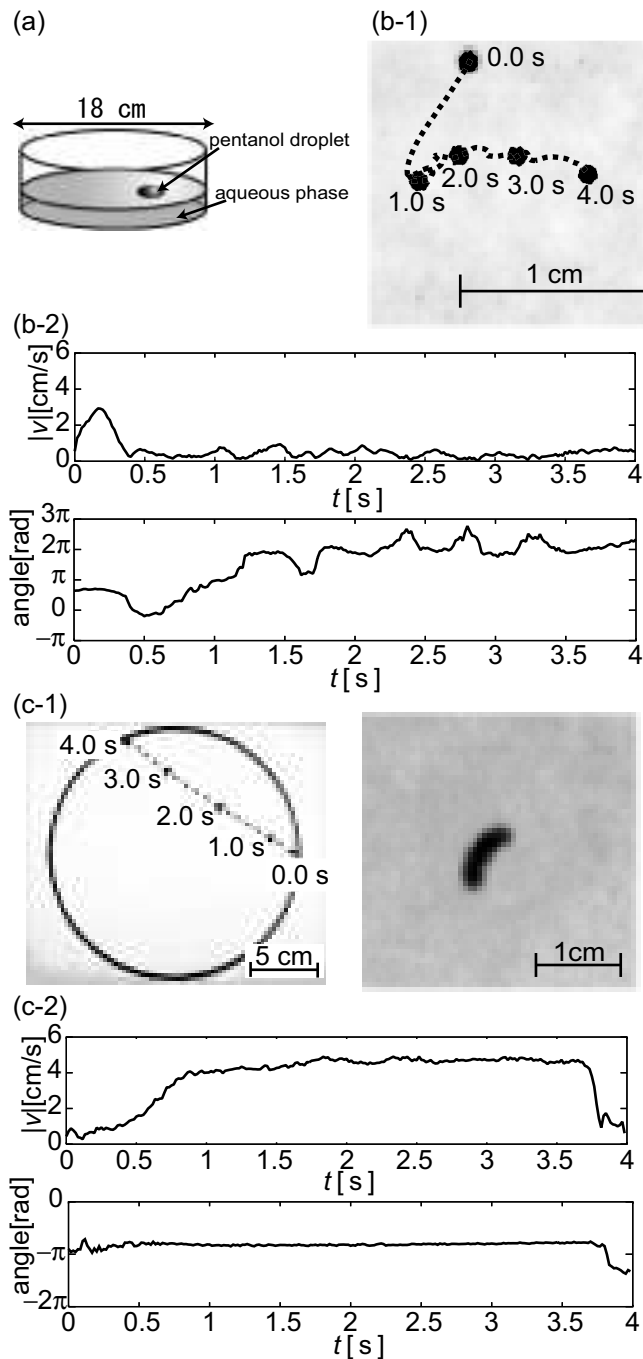 (a)
18 cm
pentanol droplet
aqueous phase
(b-1)
0.0 s
2.0 s
1.0 s
3.0 s
4.0 s
1 cm
(b-2)
|v|[cm/s]
6
4
2
0
0 0.5 1 1.5 2 2.5 3 3.5 4
t[s]
angle[rad]
3π
2π
π
0
−π
0 0.5 1 1.5 2 2.5 3 3.5 4
t[s]
(c-1)
4.0 s
3.0 s
2.0 s
1.0 s
0.0 s
5 cm
1cm
(c-2)
|v|[cm/s]
6
4
2
0
0 0.5 1 1.5 2 2.5 3 3.5 4
t[s]
angle[rad]
0
−π
−2π
0 0.5 1 1.5 2 2.5 3 3.5 4
t[s]